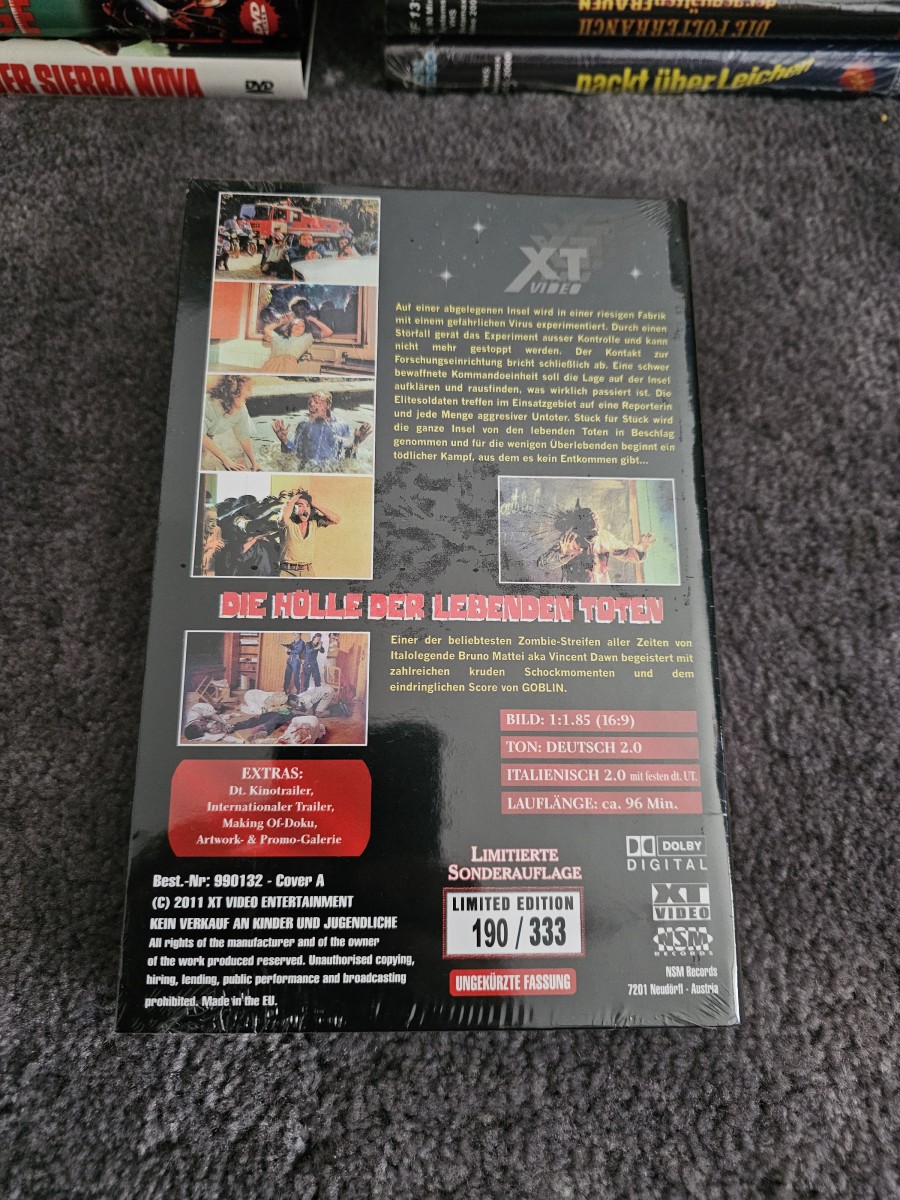 DVD
ER SIERRA NOVA
DVD
DIE FOLTERRANCH
nackt über Leichen
XT
VIDEO
Auf einer abgelegenen Insel wird in einer riesigen Fabrik
mit einem gefährlichen Virus experimentiert. Durch einen
Störfall gerät das Experiment ausser Kontrolle und kann
nicht mehr gestoppt werden. Der Kontakt zur
Forschungseinrichtung bricht schließlich ab. Eine schwer
bewaffnete Kommandoeinheit soll die Lage auf der Insel
aufklären und rausfinden, was wirklich passiert ist. Die
Elitesoldaten treffen im Einsatzgebiet auf eine Reporterin
und jede Menge aggresiver Untoter. Stück für Stück wird
die ganze Insel von den lebenden Toten in Beschlag
genommen und für die wenigen Überlebenden beginnt ein
tödlicher Kampf, aus dem es kein Entkommen gibt...
DIE HÖLLE DER LEBENDEN TOTEN
Einer der beliebtesten Zombie-Streifen aller Zeiten von
Italolegende Bruno Mattei aka Vincent Dawn begeistert mit
zahlreichen kruden Schockmomenten und dem
eindringlichen Score von GOBLIN.
BILD: 1:1.85 (16:9)
TON: DEUTSCH 2.0
ITALIENISCH 2.0 mit festen dt. UT.
LAUFLÄNGE: ca. 96 Min.
EXTRAS:
Dt. Kinotrailer,
Internationaler Trailer,
Making Of-Doku,
Artwork- & Promo-Galerie
Best.-Nr: 990132 - Cover A
(C) 2011 XT VIDEO ENTERTAINMENT
KEIN VERKAUF AN KINDER UND JUGENDLICHE
All rights of the manufacturer and of the owner
of the work produced reserved. Unauthorised copying,
hiring, lending, public performance and broadcasting
prohibited. Made in the EU.
LIMITIERTE
SONDERAUFLAGE
LIMITED EDITION
190 / 333
UNGEKÜRZTE FASSUNG
DOLBY
DIGITAL
XT
VIDEO
NSM
RECORDS
NSM Records
7201 Neudörfl - Austria